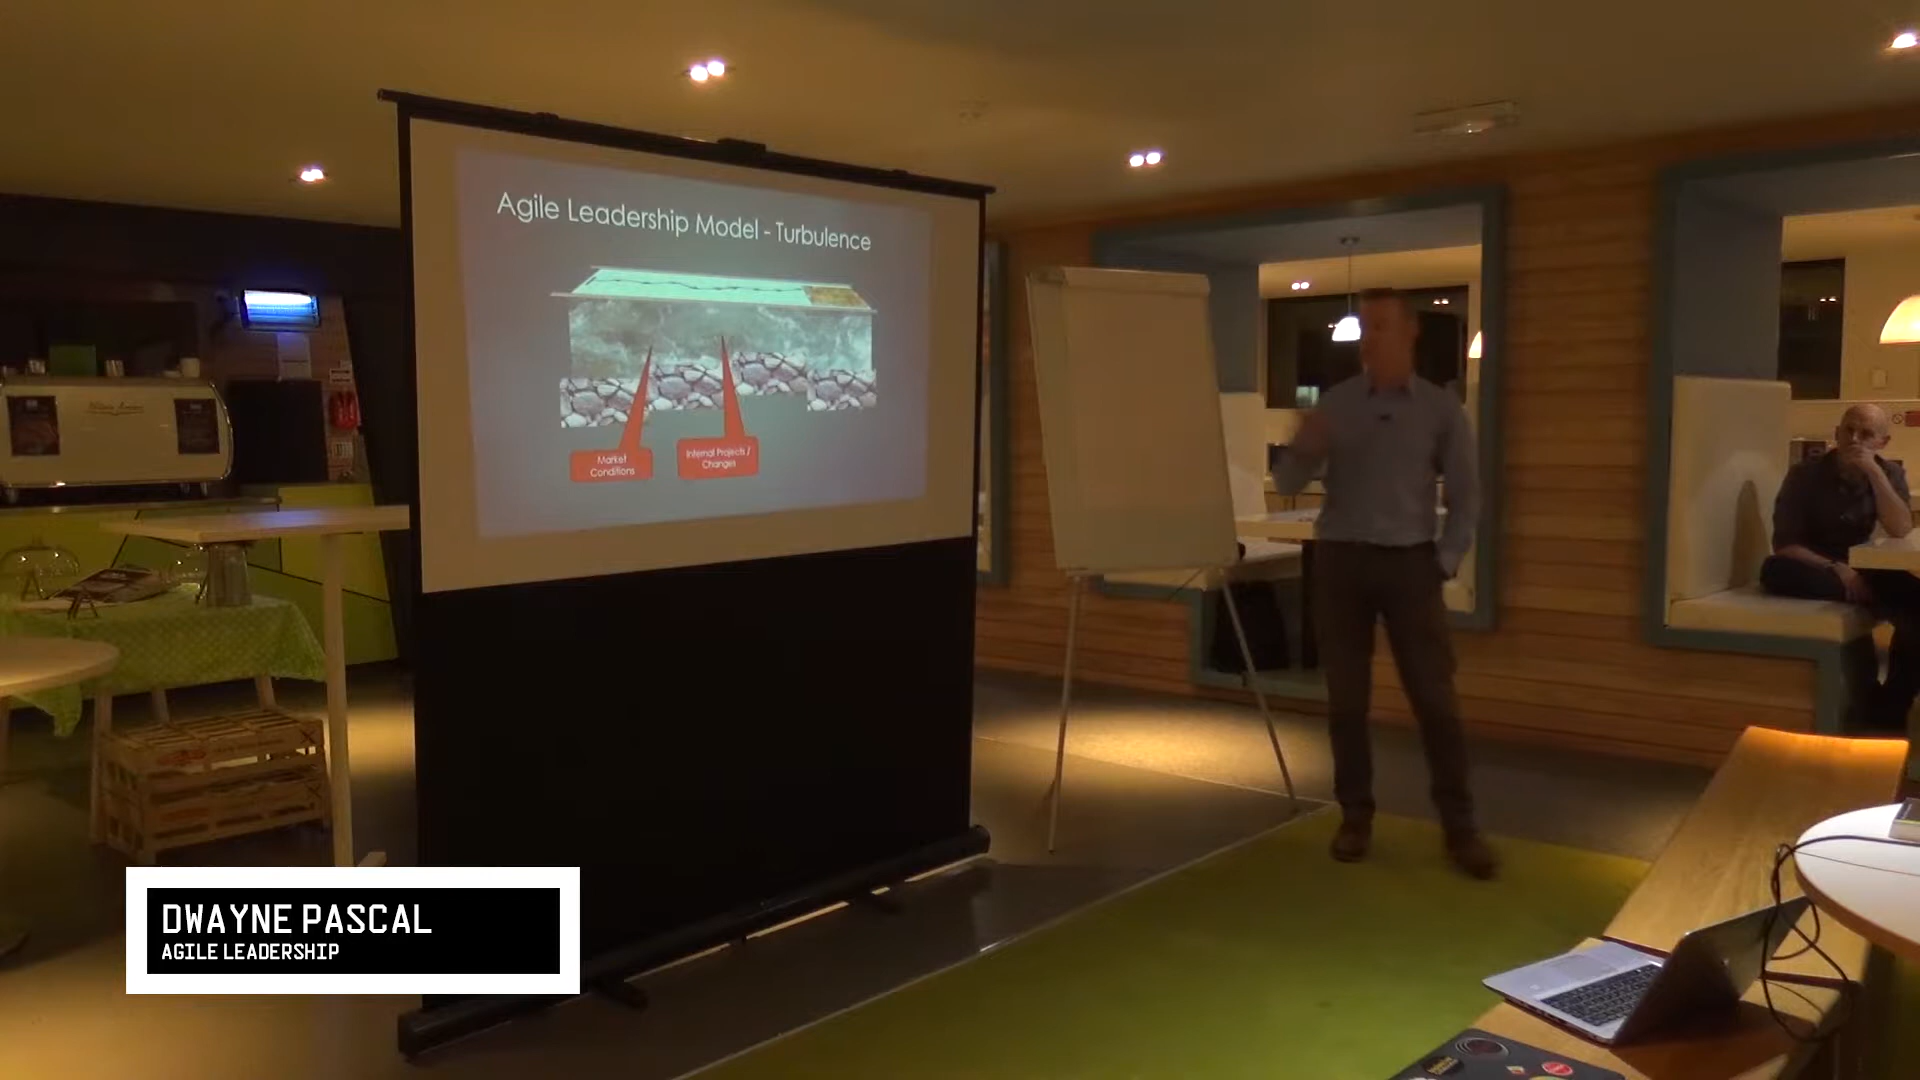 Agile Leadership Model - Turbulence
Market
Conditions
Internal Projects /
Changes
DWAYNE PASCAL
AGILE LEADERSHIP